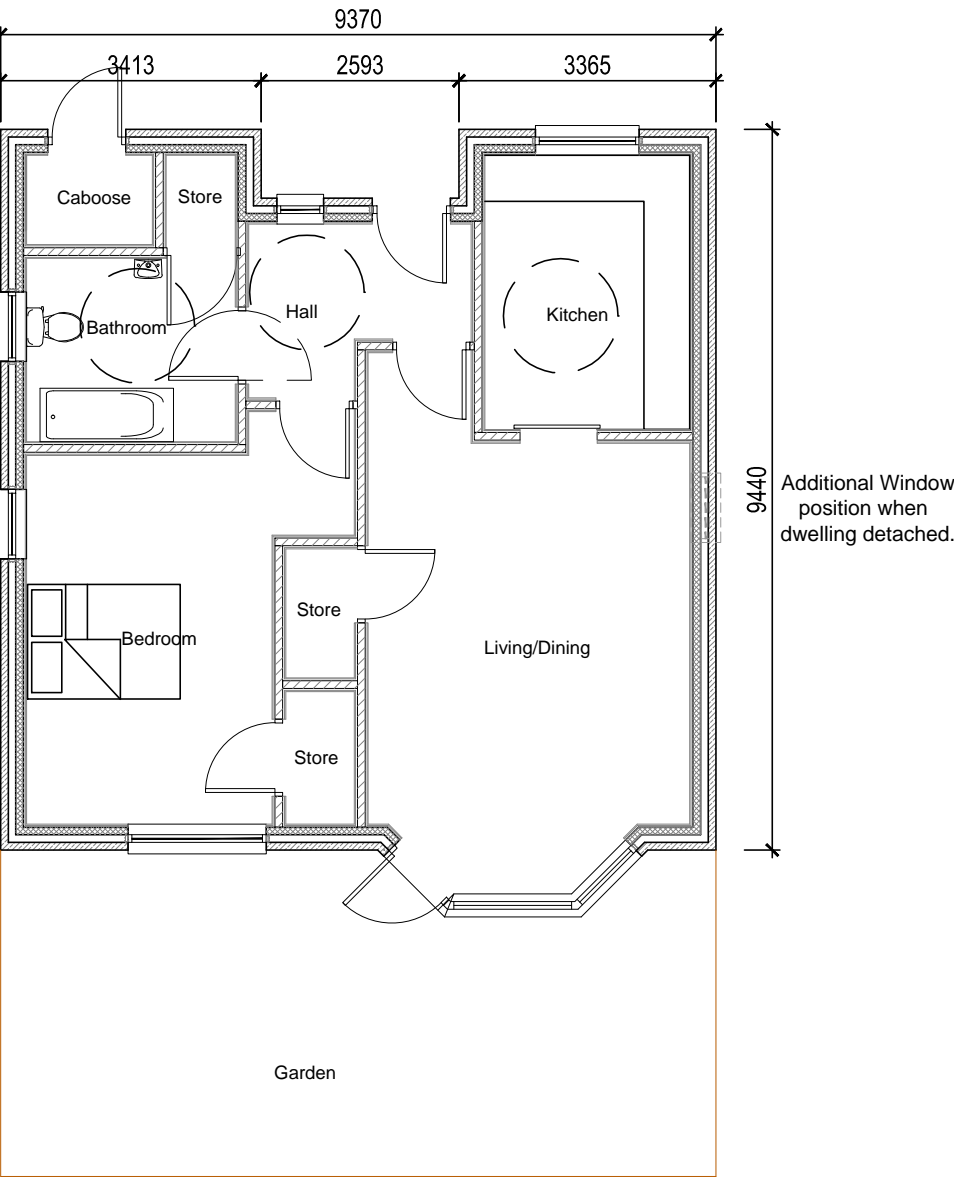 9370
3413
2593
3365
Caboose
Store
Hall
Kitchen
Bathroom
9440
Additional Window
position when
dwelling detached.
Store
Bedroom
Living/Dining
Store
Garden